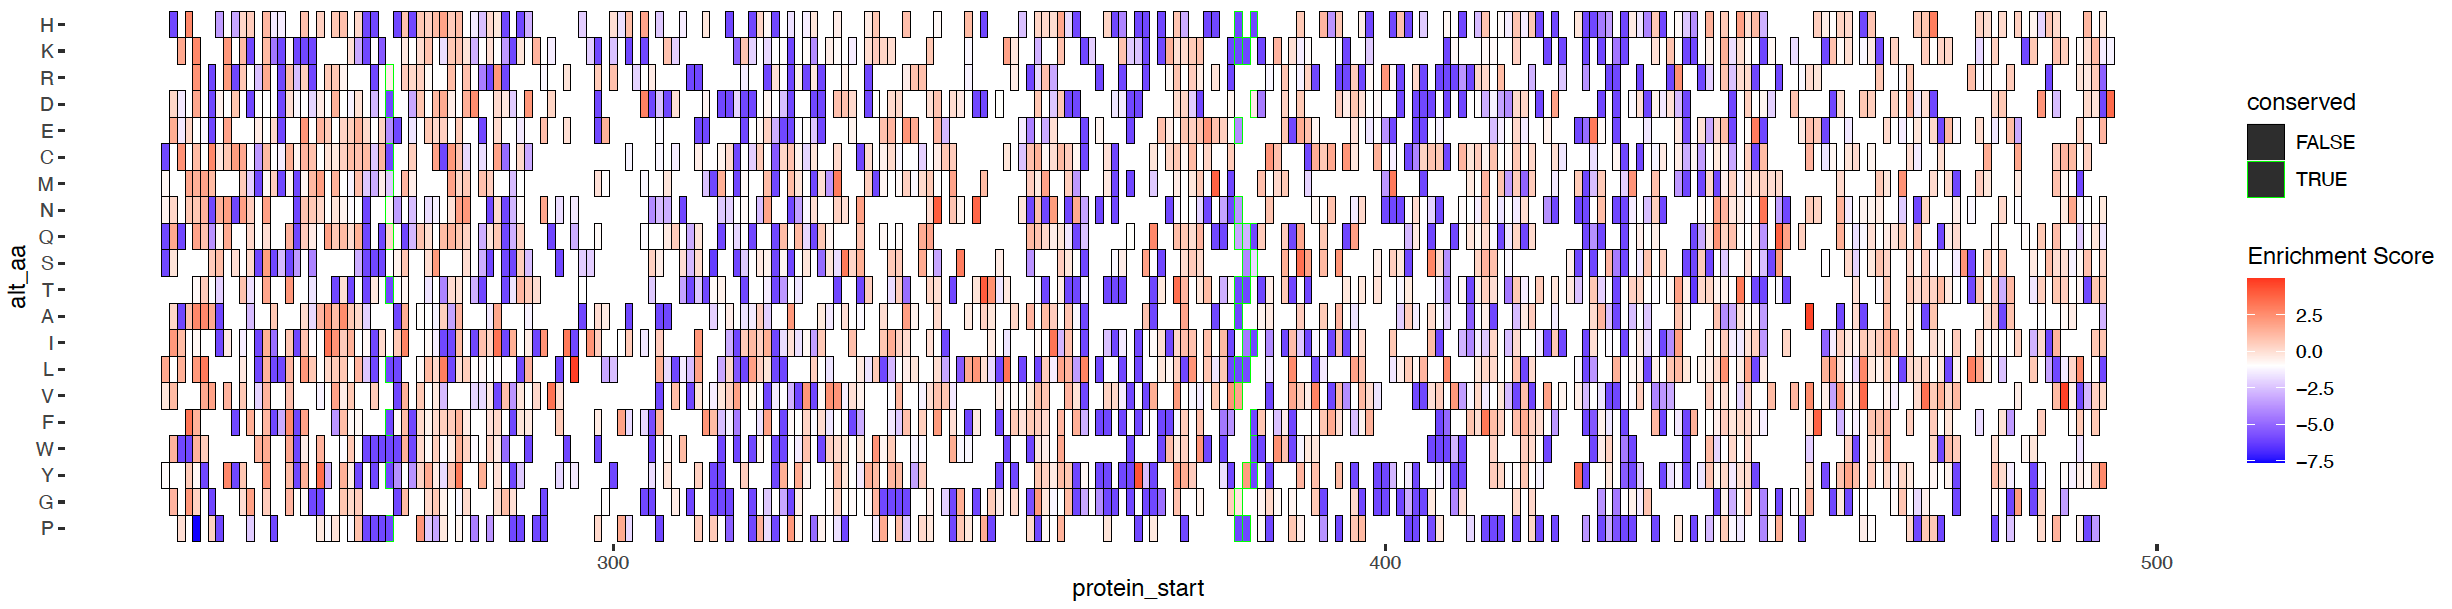 H
K
R
D
E
C
M
N
Q
S
T
A
I
L
V
F
W
Y
G
P
alt_aa
300
400
500
protein_start
conserved
FALSE
TRUE
Enrichment Score
2.5
0.0
−2.5
−5.0
−7.5